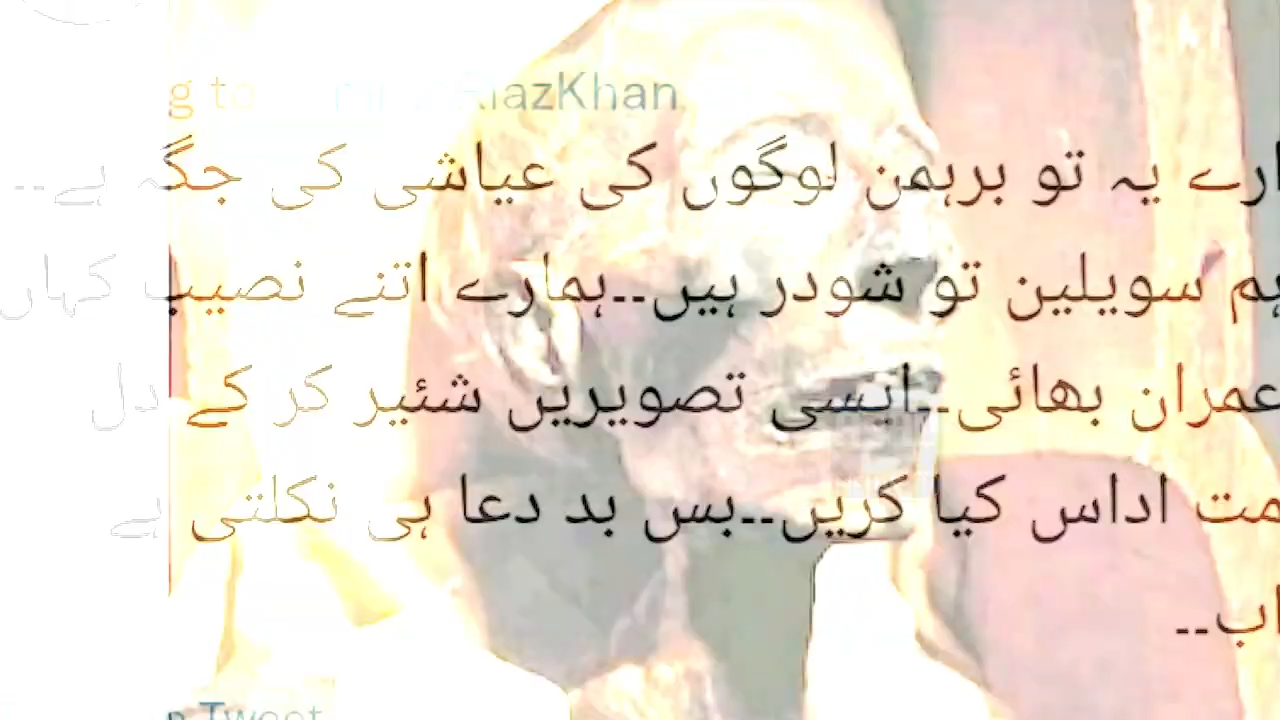 g to RiazKhan
ارے یہ تو برہمن لوگوں کی عیاشی کی جگہ ہے۔۔
ہم سویلین تو شودر ہیں۔۔ہمارے اتنے نصیب کہاں
عمران بھائی۔۔ایسی تصویریں شئیر کر کے دل
مت اداس کیا کریں۔۔بس بد دعا ہی نکلتی ہے
اب۔۔
Tweet